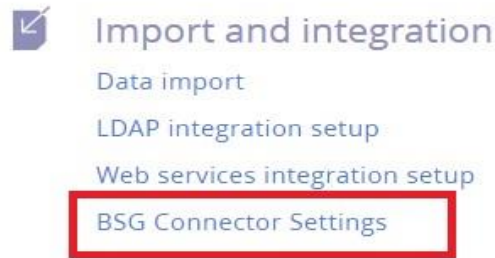 Import and integration
Data import
LDAP integration setup
Web services integration setup
BSG Connector Settings